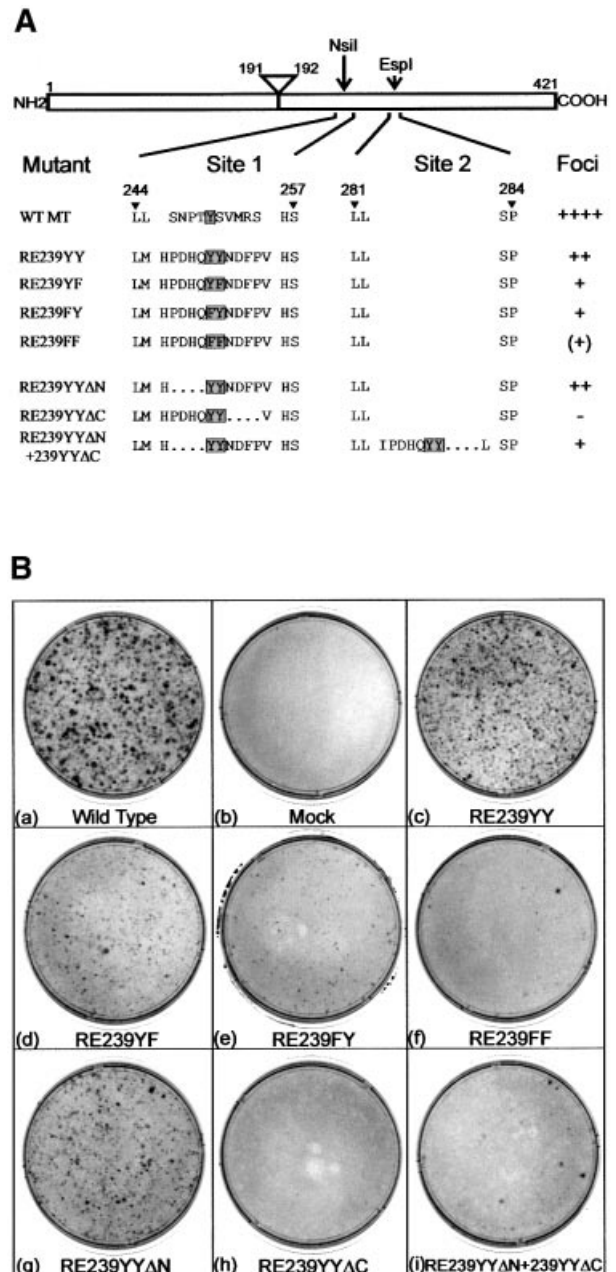 A
NsiI
EspI
191 192
1
421
NH2
COOH
Mutant Site 1 Site 2 Foci
244 257 281 284
WT MT LL SNPTYSVMRS HS LL SP ++++
RE239YY LM HPDHQYYNDFPV HS LL SP ++
RE239YF LM HPDHQYFNDFPV HS LL SP +
RE239FY LM HPDHQFYNDFPV HS LL SP +
RE239FF LM HPDHQFFNDFPV HS LL SP (+)
RE239YYΔN LM H....YYNDFPV HS LL SP ++
RE239YYΔC LM HPDHQYY....V HS LL SP -
RE239YYΔN
+239YYΔC LM H....YYNDFPV HS LL IPDHQYY....L SP +
B
(a) Wild Type
(b) Mock
(c) RE239YY
(d) RE239YF
(e) RE239FY
(f) RE239FF
(g) RE239YYΔN
(h) RE239YYΔC
(i)RE239YYΔN+239YYΔC